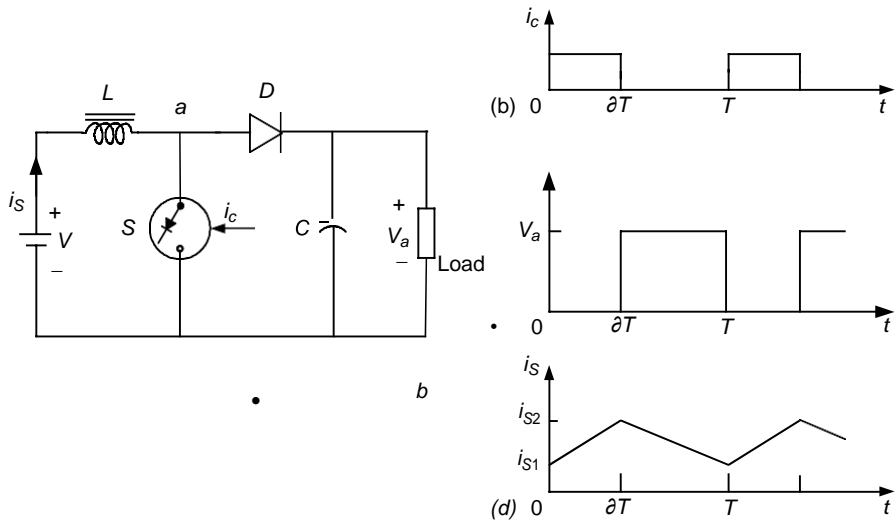 L
a
D
i_S
+
V
–
S
i_c
C
–
+
V_a
–
Load
b
i_c
(b)
0
∂T
T
t
V_a
0
∂T
T
t
i_S
i_S2
i_S1
(d)
0
∂T
T
t